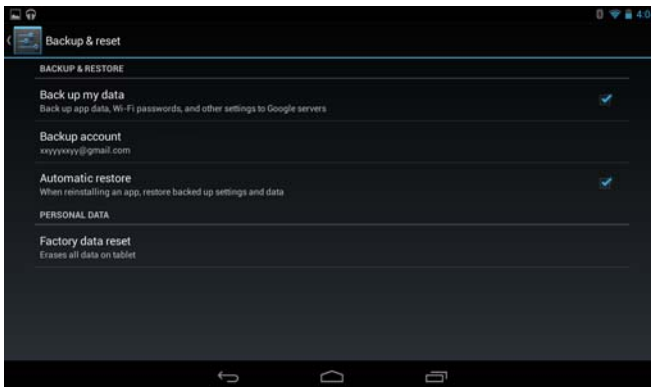 4:0
Backup & reset
BACKUP & RESTORE
Back up my data
Back up app data, Wi-Fi passwords, and other settings to Google servers
Backup account
xxyyyxxyy@gmail.com
Automatic restore
When reinstalling an app, restore backed up settings and data
PERSONAL DATA
Factory data reset
Erases all data on tablet